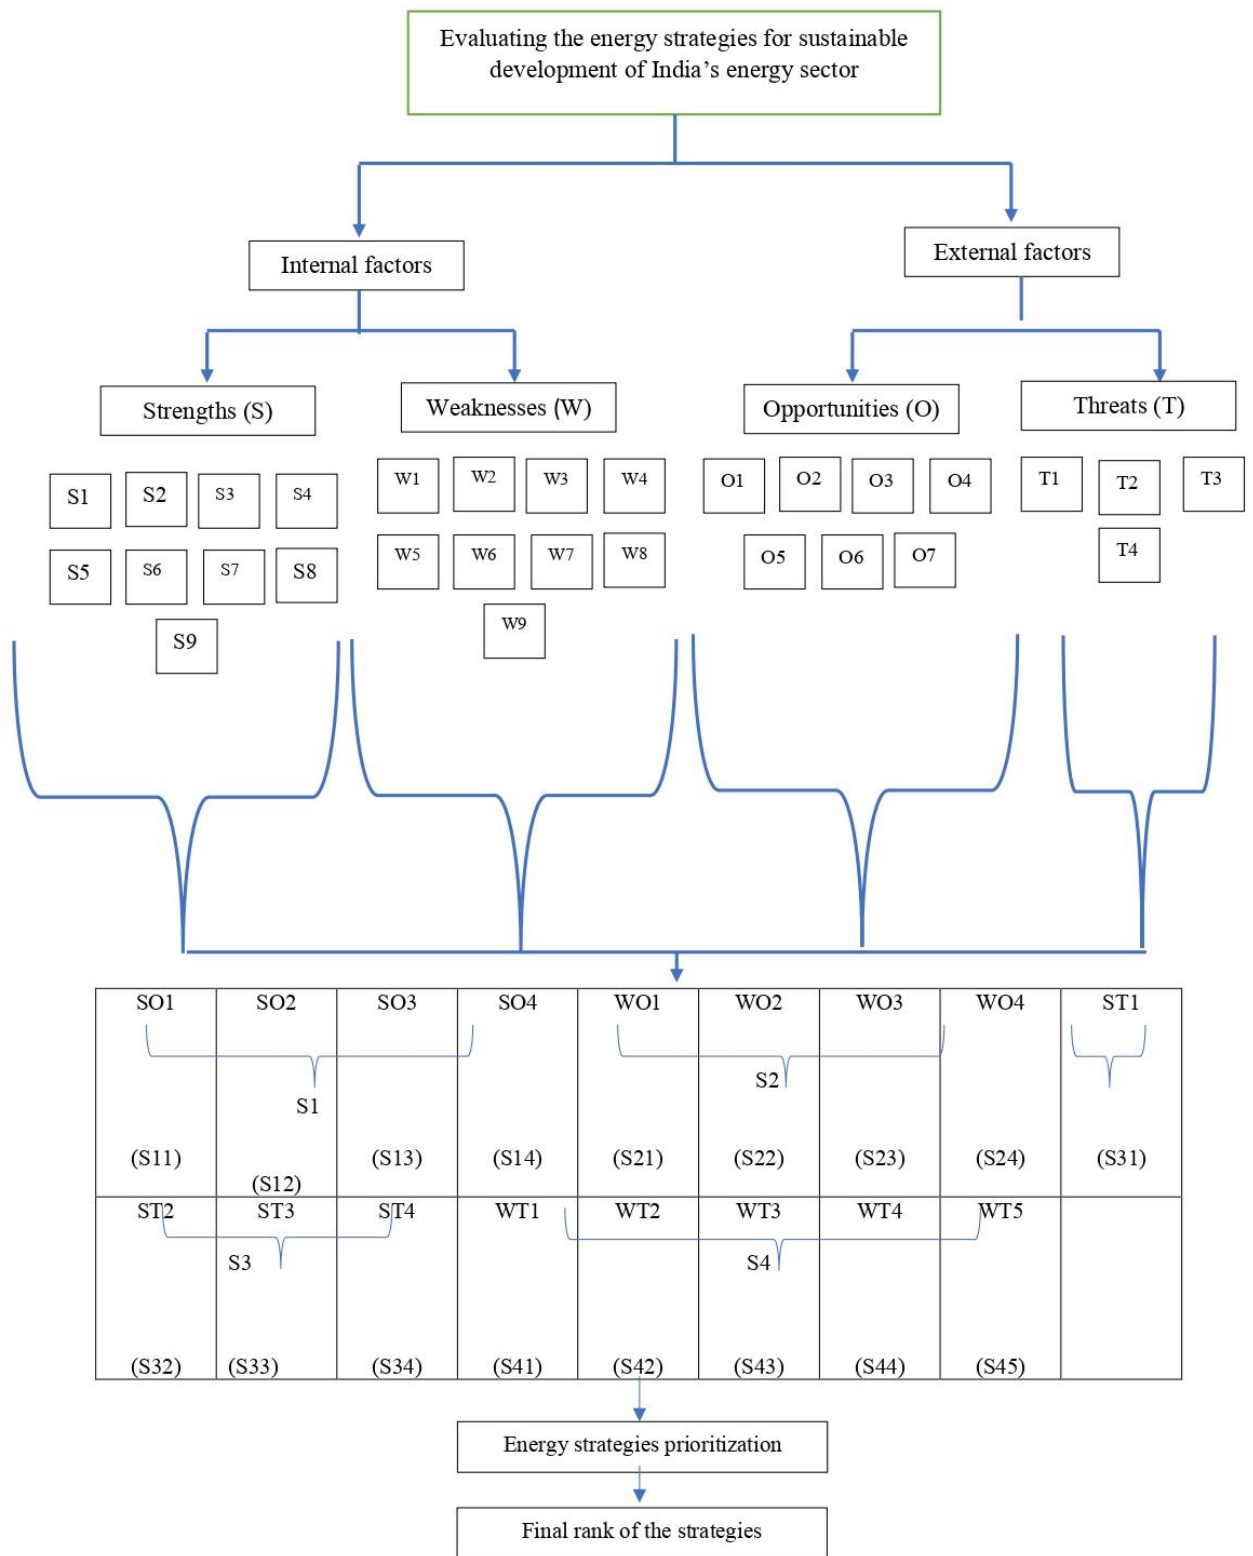 Evaluating the energy strategies for sustainable
development of India's energy sector
Internal factors
External factors
Strengths (S)
Weaknesses (W)
Opportunities (O)
Threats (T)
S1 S2 S3 S4
S5 S6 S7 S8
S9
W1 W2 W3 W4
W5 W6 W7 W8
W9
O1 O2 O3 O4
O5 O6 O7
T1 T2 T3
T4
SO1 SO2 SO3 SO4 WO1 WO2 WO3 WO4 ST1
S1 S2
(S11) (S12) (S13) (S14) (S21) (S22) (S23) (S24) (S31)
ST2 ST3 ST4 WT1 WT2 WT3 WT4 WT5
S3 S4
(S32) (S33) (S34) (S41) (S42) (S43) (S44) (S45)
Energy strategies prioritization
Final rank of the strategies